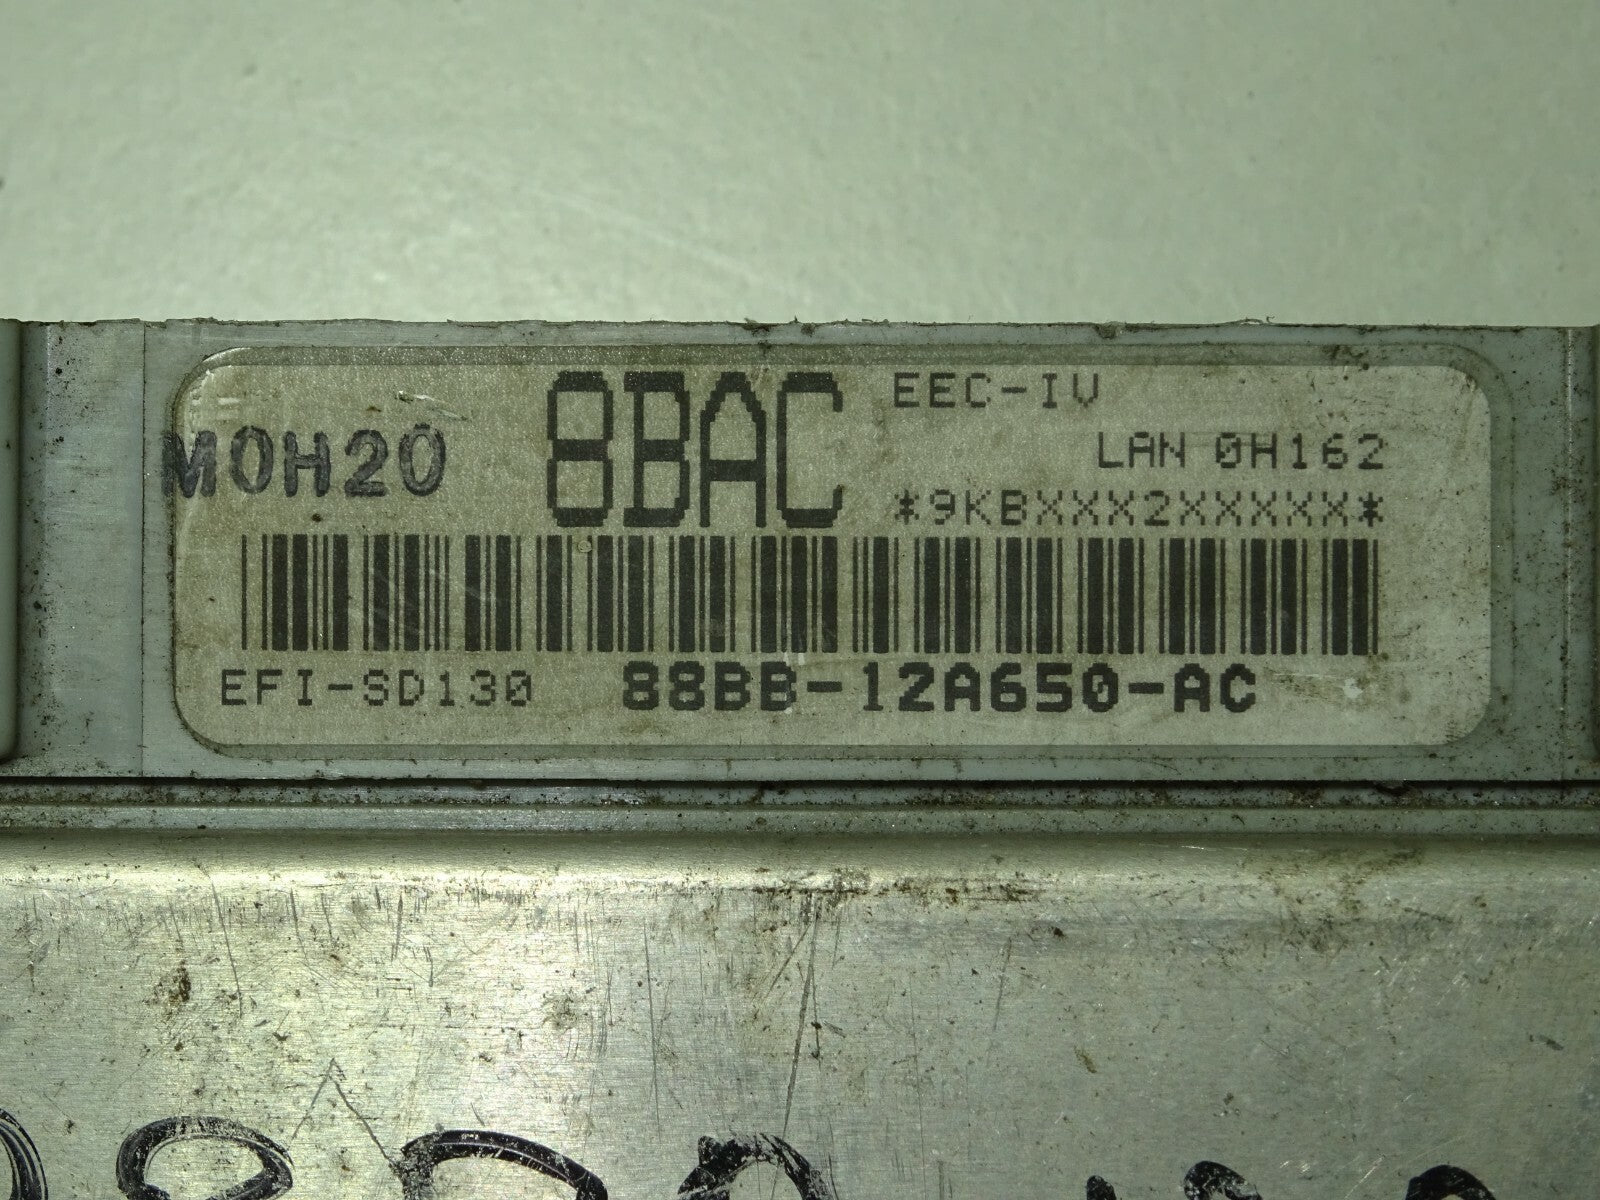 M0H20
8BAC
EEC-IV
LAN 0H162
*9KBXXX2XXXXX*
EFI-SD130 88BB-12A650-AC